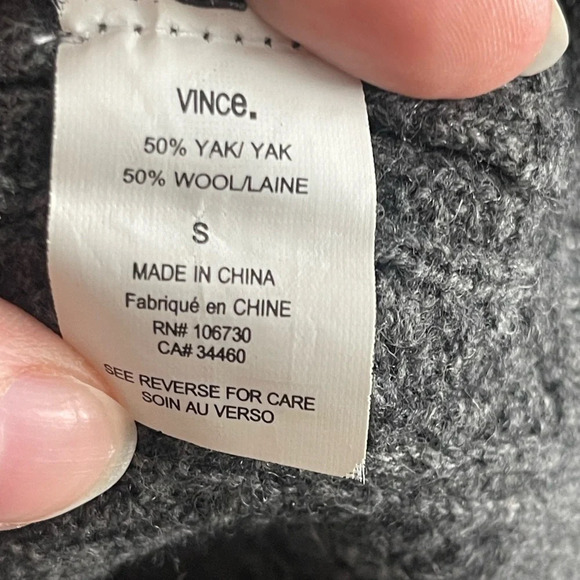 VINCe.
50% YAK/ YAK
50% WOOL/LAINE
S
MADE IN CHINA
Fabriqué en CHINE
RN# 106730
CA# 34460
SEE REVERSE FOR CARE
SOIN AU VERSO